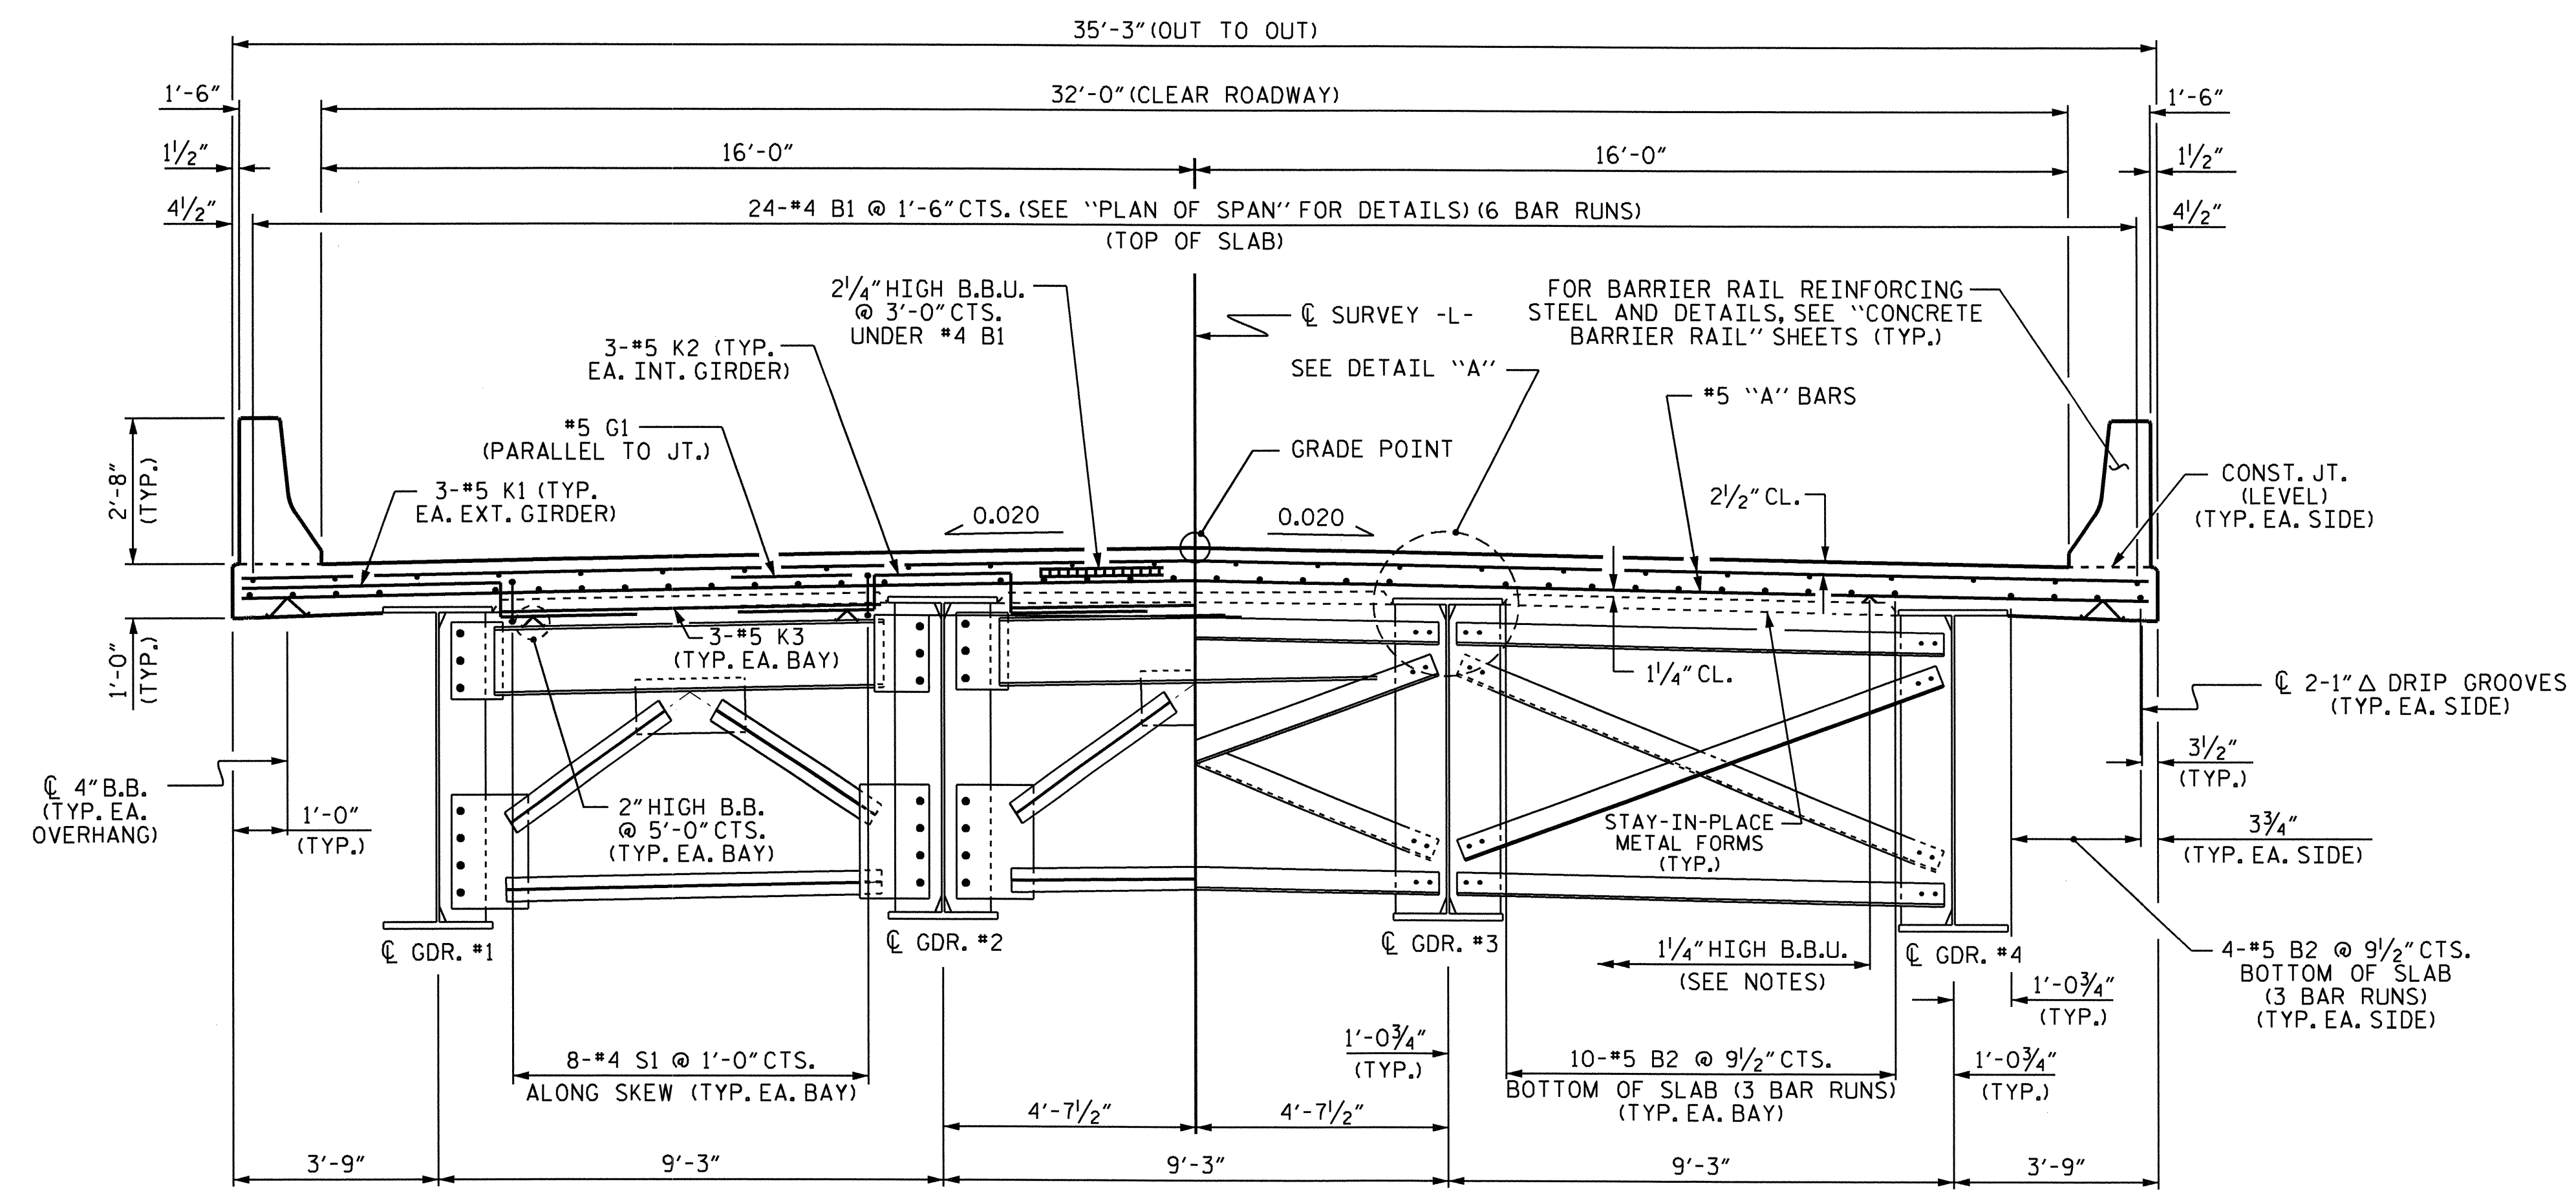 35'-3" (OUT TO OUT)
1'-6"
32'-0" (CLEAR ROADWAY)
1'-6"
1½"
16'-0"
16'-0"
1½"
4½"
24-#4 B1 @ 1'-6" CTS. (SEE "PLAN OF SPAN" FOR DETAILS) (6 BAR RUNS)
(TOP OF SLAB)
4½"
2¼" HIGH B.B.U.
@ 3'-0" CTS.
UNDER #4 B1
℄ SURVEY -L-
FOR BARRIER RAIL REINFORCING
STEEL AND DETAILS, SEE "CONCRETE
BARRIER RAIL" SHEETS (TYP.)
3-#5 K2 (TYP.
EA. INT. GIRDER)
SEE DETAIL "A"
#5 "A" BARS
#5 G1
(PARALLEL TO JT.)
GRADE POINT
2'-8"
(TYP.)
3-#5 K1 (TYP.
EA. EXT. GIRDER)
2½" CL.
CONST. JT.
(LEVEL)
(TYP. EA. SIDE)
0.020
0.020
1'-0"
(TYP.)
3-#5 K3
(TYP. EA. BAY)
1¼" CL.
℄ 2-1" △ DRIP GROOVES
(TYP. EA. SIDE)
3½"
(TYP.)
℄ 4" B.B.
(TYP. EA.
OVERHANG)
1'-0"
(TYP.)
2" HIGH B.B.
@ 5'-0" CTS.
(TYP. EA. BAY)
STAY-IN-PLACE
METAL FORMS
(TYP.)
3¾"
(TYP. EA. SIDE)
℄ GDR. #1
℄ GDR. #2
℄ GDR. #3
℄ GDR. #4
1¼" HIGH B.B.U.
(SEE NOTES)
4-#5 B2 @ 9½" CTS.
BOTTOM OF SLAB
(3 BAR RUNS)
(TYP. EA. SIDE)
1'-0¾"
(TYP.)
8-#4 S1 @ 1'-0" CTS.
ALONG SKEW (TYP. EA. BAY)
1'-0¾"
(TYP.)
10-#5 B2 @ 9½" CTS.
BOTTOM OF SLAB (3 BAR RUNS)
(TYP. EA. BAY)
1'-0¾"
(TYP.)
4'-7½"
4'-7½"
3'-9"
9'-3"
9'-3"
9'-3"
3'-9"